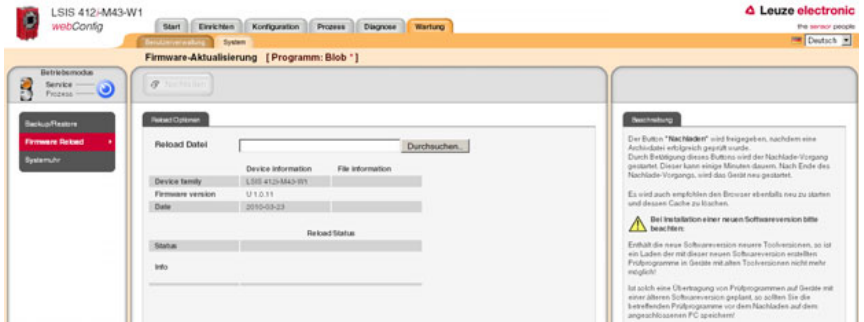 LSIS 412i-M43-W1
webConfig
Start Einrichten Konfiguration Prozess Diagnose Wartung
Leuze electronic
the sensor people
Benutzerverwaltung System
Deutsch
Firmware-Aktualisierung [ Programm: Blob * ]
Betriebsmodus
Service
Prozess
Nachladen
Backup/Restore
Firmware Reload
Systemuhr
Reload Optionen
Reload Datei
Durchsuchen...
Device information File information
Device family LSIS 412i-M43-W1
Firmware version U 1.0.11
Date 2010-03-23
Reload Status
Status
Info
Beschreibung
Der Button "Nachladen" wird freigegeben, nachdem eine
Archivdatei erfolgreich geprüft wurde.
Durch Betätigung dieses Buttons wird der Nachlade-Vorgang
gestartet. Dieser kann einige Minuten dauern. Nach Ende des
Nachlade-Vorgangs, wird das Gerät neu gestartet.
Es wird auch empfohlen den Browser ebenfalls neu zu starten
und dessen Cache zu löschen.
Bei Installation einer neuen Softwareversion bitte
beachten:
Enthält die neue Softwareversion neuere Toolversionen, so ist
ein Laden der mit dieser neuen Softwareversion erstellten
Prüfprogramme in Geräte mit alten Toolversionen nicht mehr
möglich!
Ist solch eine Übertragung von Prüfprogrammen auf Geräte mit
einer älteren Softwareversion geplant, so sollten Sie die
betreffenden Prüfprogramme vor dem Nachladen auf dem
angeschlossenen PC speichern!